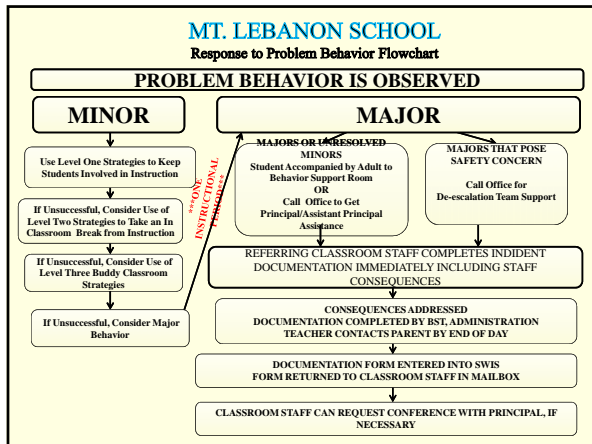 MT. LEBANON SCHOOL
Response to Problem Behavior Flowchart
PROBLEM BEHAVIOR IS OBSERVED
MINOR
Use Level One Strategies to Keep
Students Involved in Instruction
If Unsuccessful, Consider Use of
Level Two Strategies to Take an In
Classroom Break from Instruction
If Unsuccessful, Consider Use of
Level Three Buddy Classroom
Strategies
If Unsuccessful, Consider Major
Behavior
***ONE
INSTRUCTIONAL
PERIOD***
MAJOR
MAJORS OR UNRESOLVED
MINORS
Student Accompanied by Adult to
Behavior Support Room
OR
Call Office to Get
Principal/Assistant Principal
Assistance
MAJORS THAT POSE
SAFETY CONCERN
Call Office for
De-escalation Team Support
REFERRING CLASSROOM STAFF COMPLETES INDIDENT
DOCUMENTATION IMMEDIATELY INCLUDING STAFF
CONSEQUENCES
CONSEQUENCES ADDRESSED
DOCUMENTATION COMPLETED BY BST, ADMINISTRATION
TEACHER CONTACTS PARENT BY END OF DAY
DOCUMENTATION FORM ENTERED INTO SWIS
FORM RETURNED TO CLASSROOM STAFF IN MAILBOX
CLASSROOM STAFF CAN REQUEST CONFERENCE WITH PRINCIPAL, IF
NECESSARY